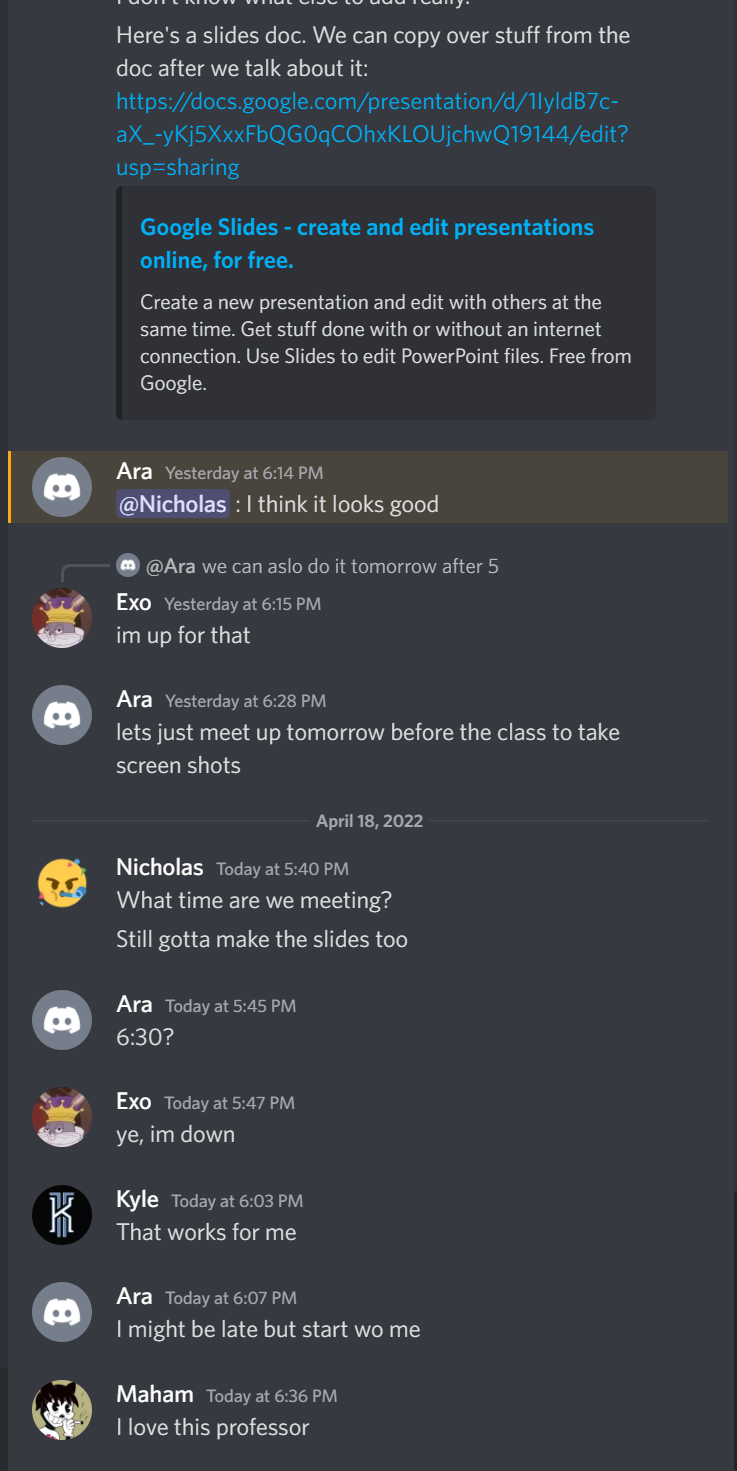 I don't know what else to add really.
Here's a slides doc. We can copy over stuff from the
doc after we talk about it:
https://docs.google.com/presentation/d/1IyldB7c-
aX_-yKj5XxxFbQG0qCOhxKLOUjchwQ19144/edit?
usp=sharing
Google Slides - create and edit presentations
online, for free.
Create a new presentation and edit with others at the
same time. Get stuff done with or without an internet
connection. Use Slides to edit PowerPoint files. Free from
Google.
Ara Yesterday at 6:14 PM
@Nicholas : I think it looks good
@Ara we can aslo do it tomorrow after 5
Exo Yesterday at 6:15 PM
im up for that
Ara Yesterday at 6:28 PM
lets just meet up tomorrow before the class to take
screen shots
April 18, 2022
Nicholas Today at 5:40 PM
What time are we meeting?
Still gotta make the slides too
Ara Today at 5:45 PM
6:30?
Exo Today at 5:47 PM
ye, im down
Kyle Today at 6:03 PM
That works for me
Ara Today at 6:07 PM
I might be late but start wo me
Maham Today at 6:36 PM
I love this professor